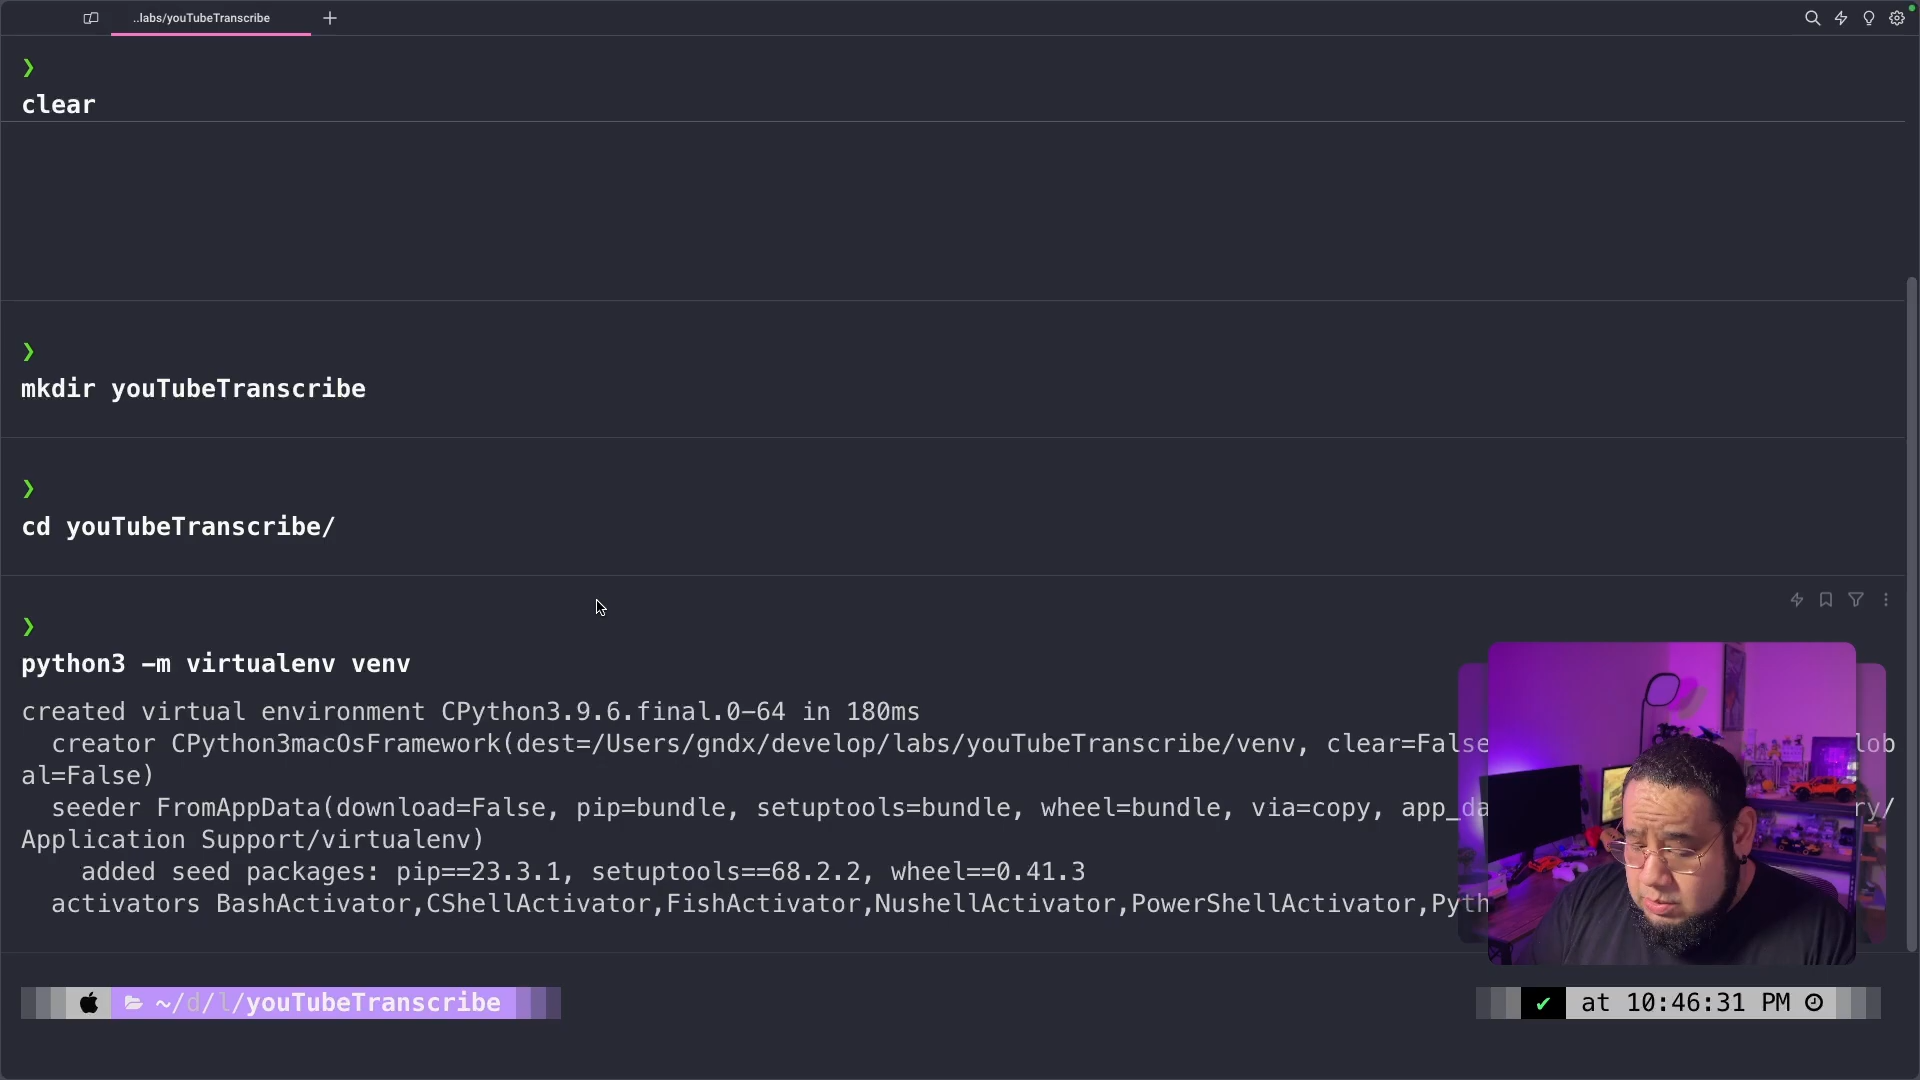 ..labs/youTubeTranscribe
❯
clear
❯
mkdir youTubeTranscribe
❯
cd youTubeTranscribe/
❯
python3 -m virtualenv venv
created virtual environment CPython3.9.6.final.0-64 in 180ms
creator CPython3macOsFramework(dest=/Users/gndx/develop/labs/youTubeTranscribe/venv, clear=False
al=False)
seeder FromAppData(download=False, pip=bundle, setuptools=bundle, wheel=bundle, via=copy,
Application Support/virtualenv)
added seed packages: pip==23.3.1, setuptools==68.2.2, wheel==0.41.3
activators BashActivator,CShellActivator,FishActivator,NushellActivator,PowerShellActivator,
~/d/l/youTubeTranscribe
✔ at 10:46:31 PM